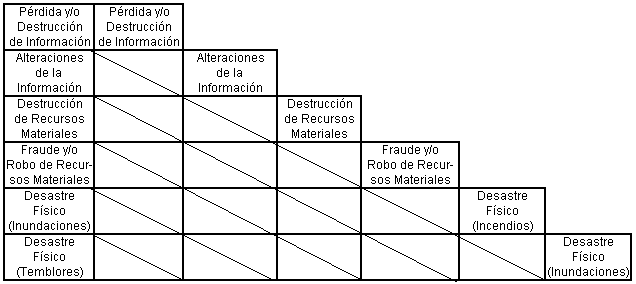 Pérdida y/o
Destrucción
de Información
Pérdida y/o
Destrucción
de Información
Alteraciones
de la
Información
Alteraciones
de la
Información
Destrucción
de Recursos
Materiales
Destrucción
de Recursos
Materiales
Fraude y/o
Robo de Recur-
sos Materiales
Fraude y/o
Robo de Recur-
sos Materiales
Desastre
Físico
(Inundaciones)
Desastre
Físico
(Incendios)
Desastre
Físico
(Temblores)
Desastre
Físico
(Inundaciones)